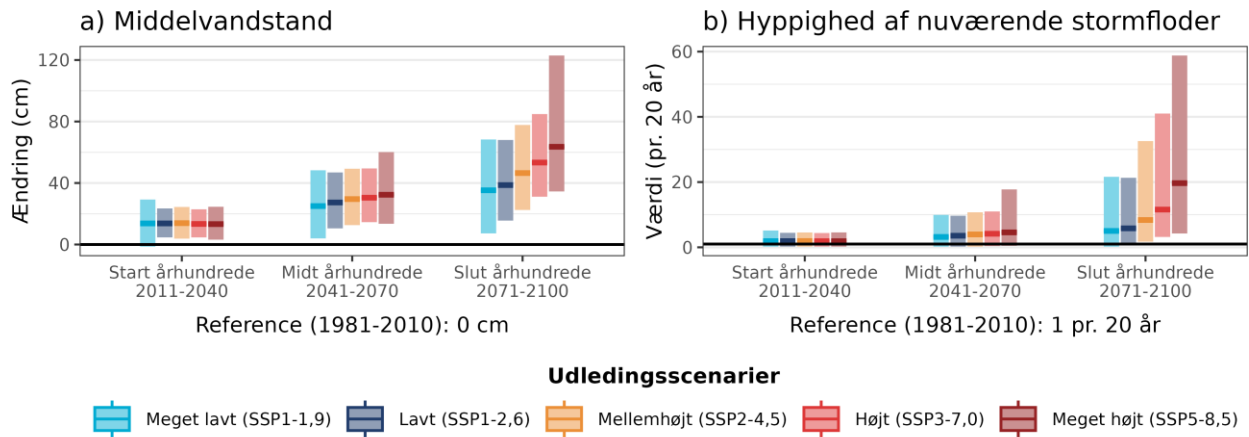 a) Middelvandstand
Ændring (cm)
120
80
40
0
Start århundrede
2011-2040
Midt århundrede
2041-2070
Slut århundrede
2071-2100
Reference (1981-2010): 0 cm
b) Hyppighed af nuværende stormfloder
Værdi (pr. 20 år)
60
40
20
0
Start århundrede
2011-2040
Midt århundrede
2041-2070
Slut århundrede
2071-2100
Reference (1981-2010): 1 pr. 20 år
Udledingsscenarier
Meget lavt (SSP1-1,9)
Lavt (SSP1-2,6)
Mellemhøjt (SSP2-4,5)
Højt (SSP3-7,0)
Meget højt (SSP5-8,5)